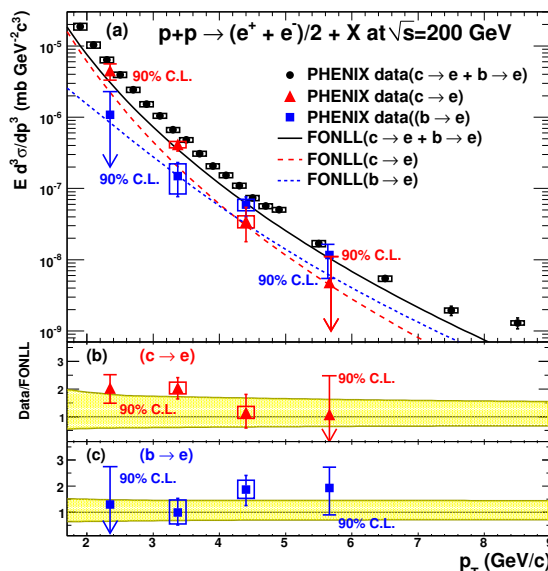 (a) p+p → (e⁺ + e⁻)/2 + X at √s=200 GeV
PHENIX data(c → e + b → e)
PHENIX data(c → e)
PHENIX data((b → e)
FONLL(c → e + b → e)
FONLL(c → e)
FONLL(b → e)
E d³σ/dp³ (mb GeV⁻²c³)
10⁻⁵
10⁻⁶
10⁻⁷
10⁻⁸
10⁻⁹
90% C.L.
90% C.L.
90% C.L.
90% C.L.
Data/FONLL
(b) (c → e)
3
2
1
90% C.L.
90% C.L.
(c) (b → e)
3
2
1
90% C.L.
90% C.L.
2 3 4 5 6 7 8 9
p_T (GeV/c)